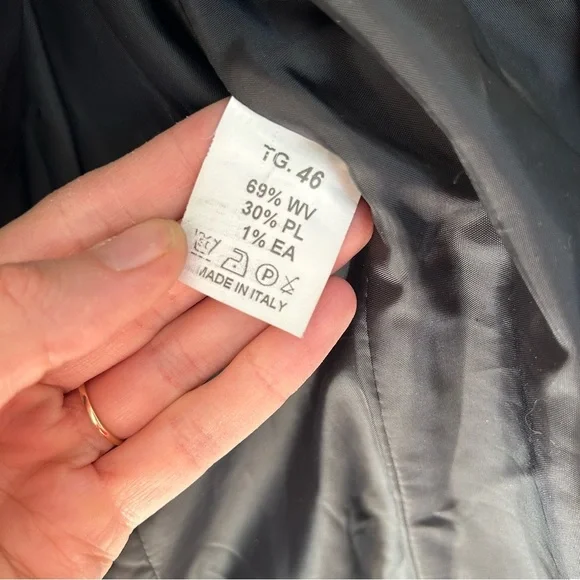 TG. 46
69% WV
30% PL
1% EA
P
MADE IN ITALY